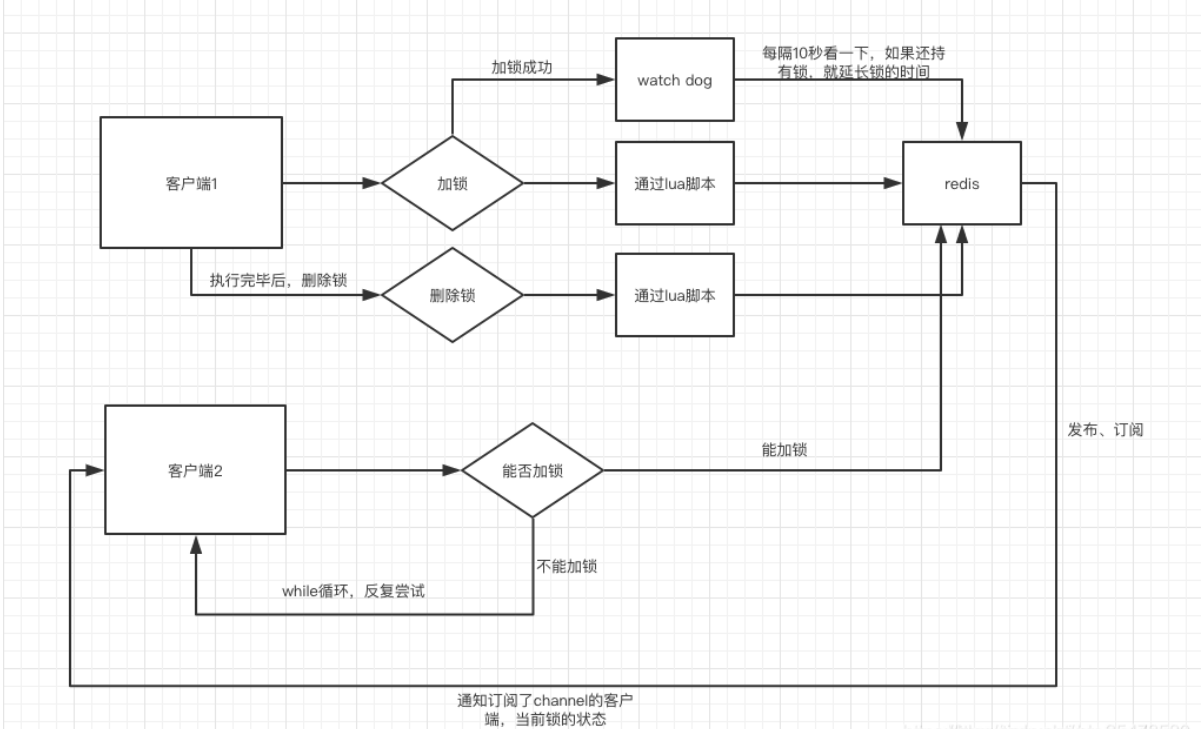 加锁成功
watch dog
每隔10秒看一下，如果还持
有锁，就延长锁的时间
客户端1
加锁
通过lua脚本
redis
执行完毕后，删除锁
删除锁
通过lua脚本
发布、订阅
客户端2
能否加锁
能加锁
不能加锁
while循环，反复尝试
通知订阅了channel的客户
端，当前锁的状态